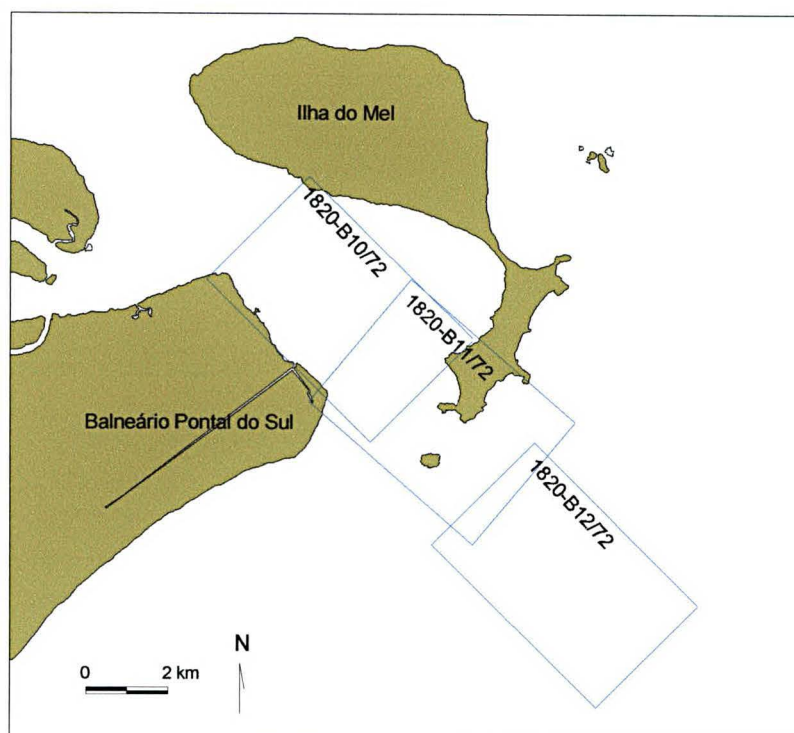 Ilha do Mel
1820-B10/72
1820-B11/72
Balneário Pontal do Sul
1820-B12/72
N
0 2 km